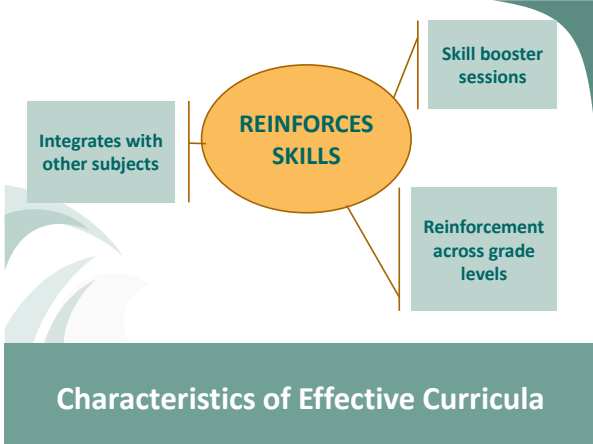 Skill booster
sessions
REINFORCES
SKILLS
Integrates with
other subjects
Reinforcement
across grade
levels
Characteristics of Effective Curricula